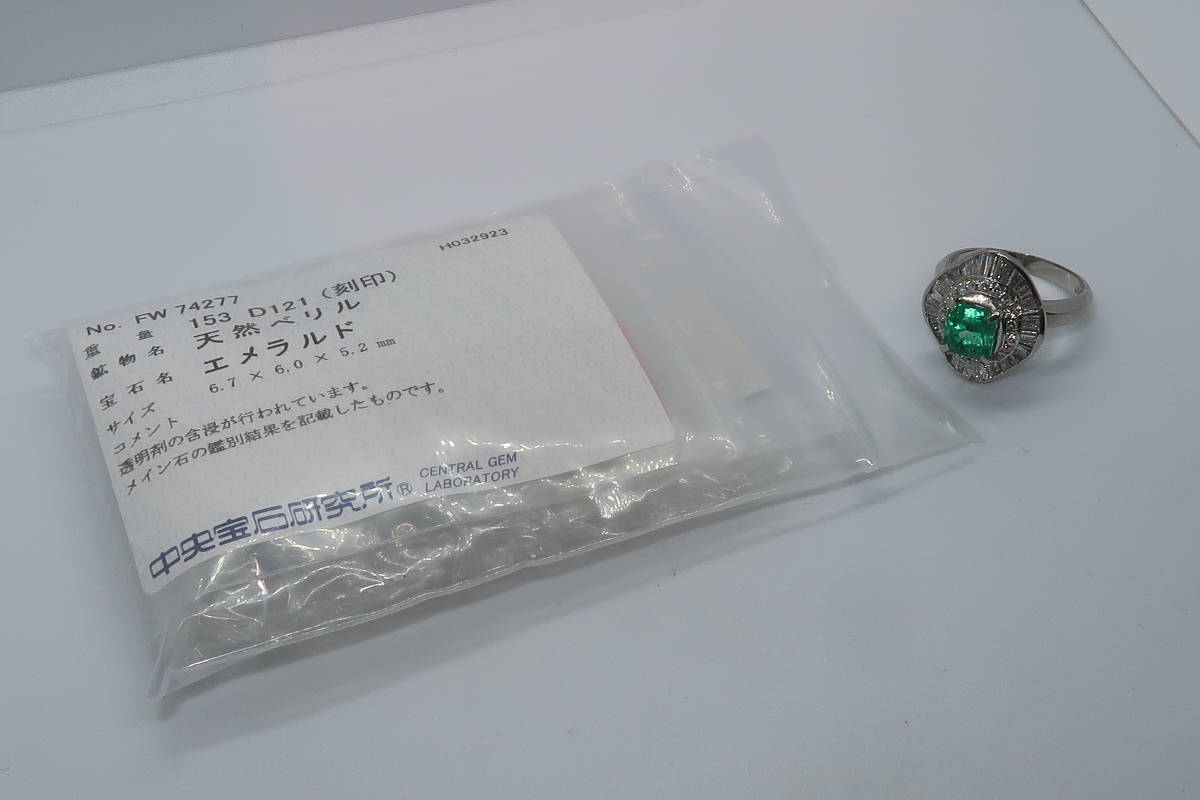 H032923
No. FW 74277
重量 153 D121 (刻印)
鉱物名 天然ベリル
宝石名 エメラルド
サイズ 6.7 × 6.0 × 5.2 mm
コメント
透明剤の含浸が行われています。
メイン石の鑑別結果を記載したものです。
中央宝石研究所® CENTRAL GEM
LABORATORY